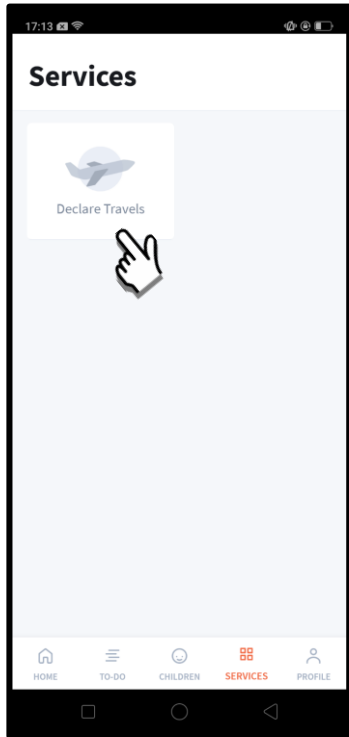 17:13
Services
Declare Travels
HOME TO-DO CHILDREN SERVICES PROFILE